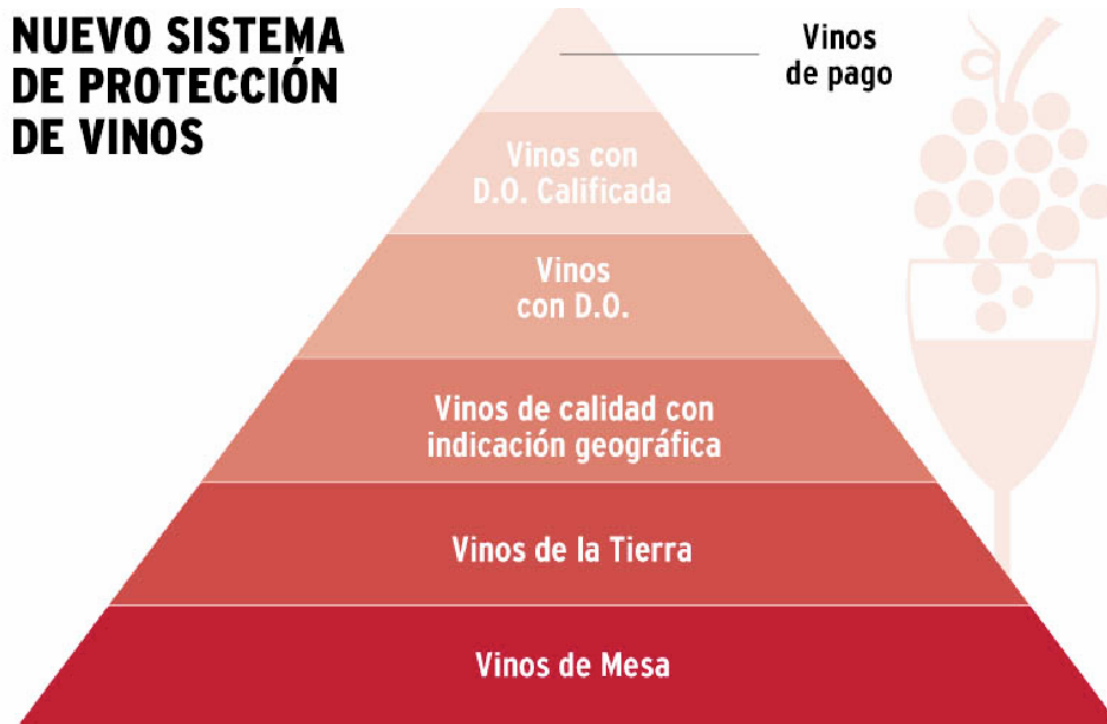 NUEVO SISTEMA
DE PROTECCIÓN
DE VINOS
Vinos
de pago
Vinos con
D.O. Calificada
Vinos
con D.O.
Vinos de calidad con
indicación geográfica
Vinos de la Tierra
Vinos de Mesa